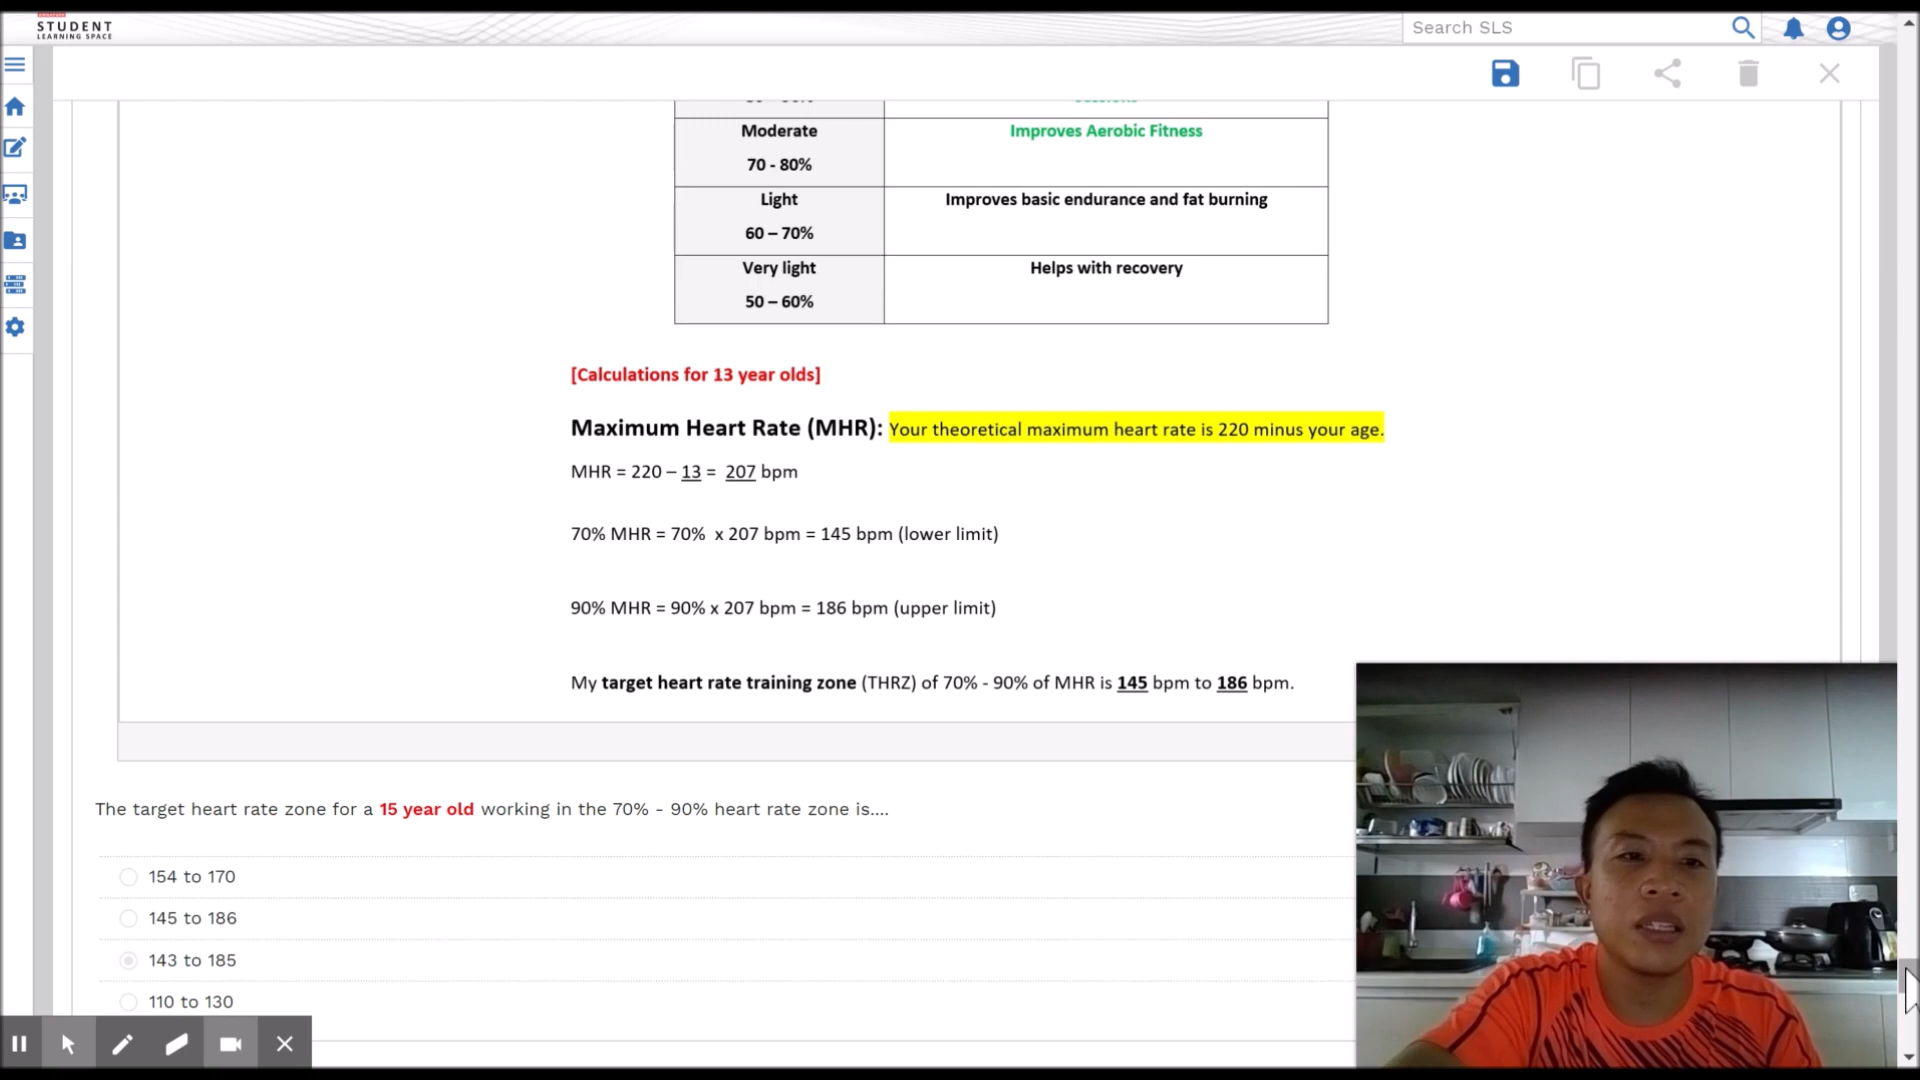 STUDENT
LEARNING SPACE
Search SLS
Moderate
70 - 80%
Improves Aerobic Fitness
Light
60 – 70%
Improves basic endurance and fat burning
Very light
50 – 60%
Helps with recovery
[Calculations for 13 year olds]
Maximum Heart Rate (MHR): Your theoretical maximum heart rate is 220 minus your age.
MHR = 220 – 13 = 207 bpm
70% MHR = 70% x 207 bpm = 145 bpm (lower limit)
90% MHR = 90% x 207 bpm = 186 bpm (upper limit)
My target heart rate training zone (THRZ) of 70% - 90% of MHR is 145 bpm to 186 bpm.
The target heart rate zone for a 15 year old working in the 70% - 90% heart rate zone is....
154 to 170
145 to 186
143 to 185
110 to 130